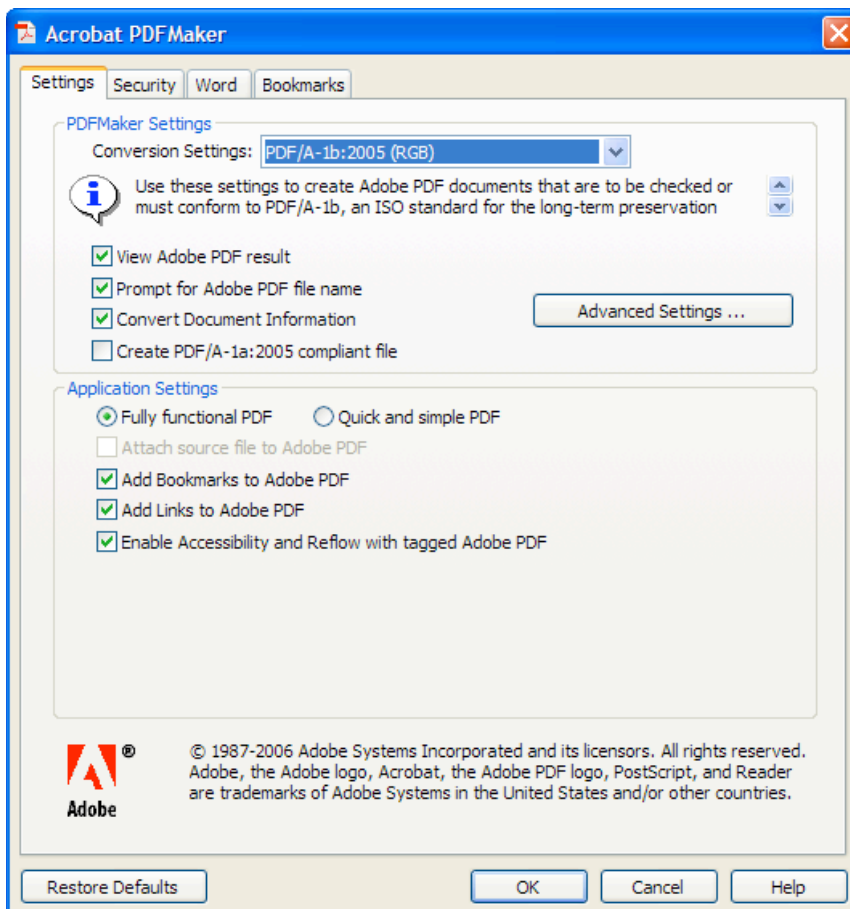 Acrobat PDFMaker
Settings Security Word Bookmarks
PDFMaker Settings
Conversion Settings: PDF/A-1b:2005 (RGB)
Use these settings to create Adobe PDF documents that are to be checked or
must conform to PDF/A-1b, an ISO standard for the long-term preservation
View Adobe PDF result
Prompt for Adobe PDF file name
Convert Document Information
Advanced Settings ...
Create PDF/A-1a:2005 compliant file
Application Settings
Fully functional PDF Quick and simple PDF
Attach source file to Adobe PDF
Add Bookmarks to Adobe PDF
Add Links to Adobe PDF
Enable Accessibility and Reflow with tagged Adobe PDF
® © 1987-2006 Adobe Systems Incorporated and its licensors. All rights reserved.
Adobe, the Adobe logo, Acrobat, the Adobe PDF logo, PostScript, and Reader
are trademarks of Adobe Systems in the United States and/or other countries.
Adobe
Restore Defaults OK Cancel Help